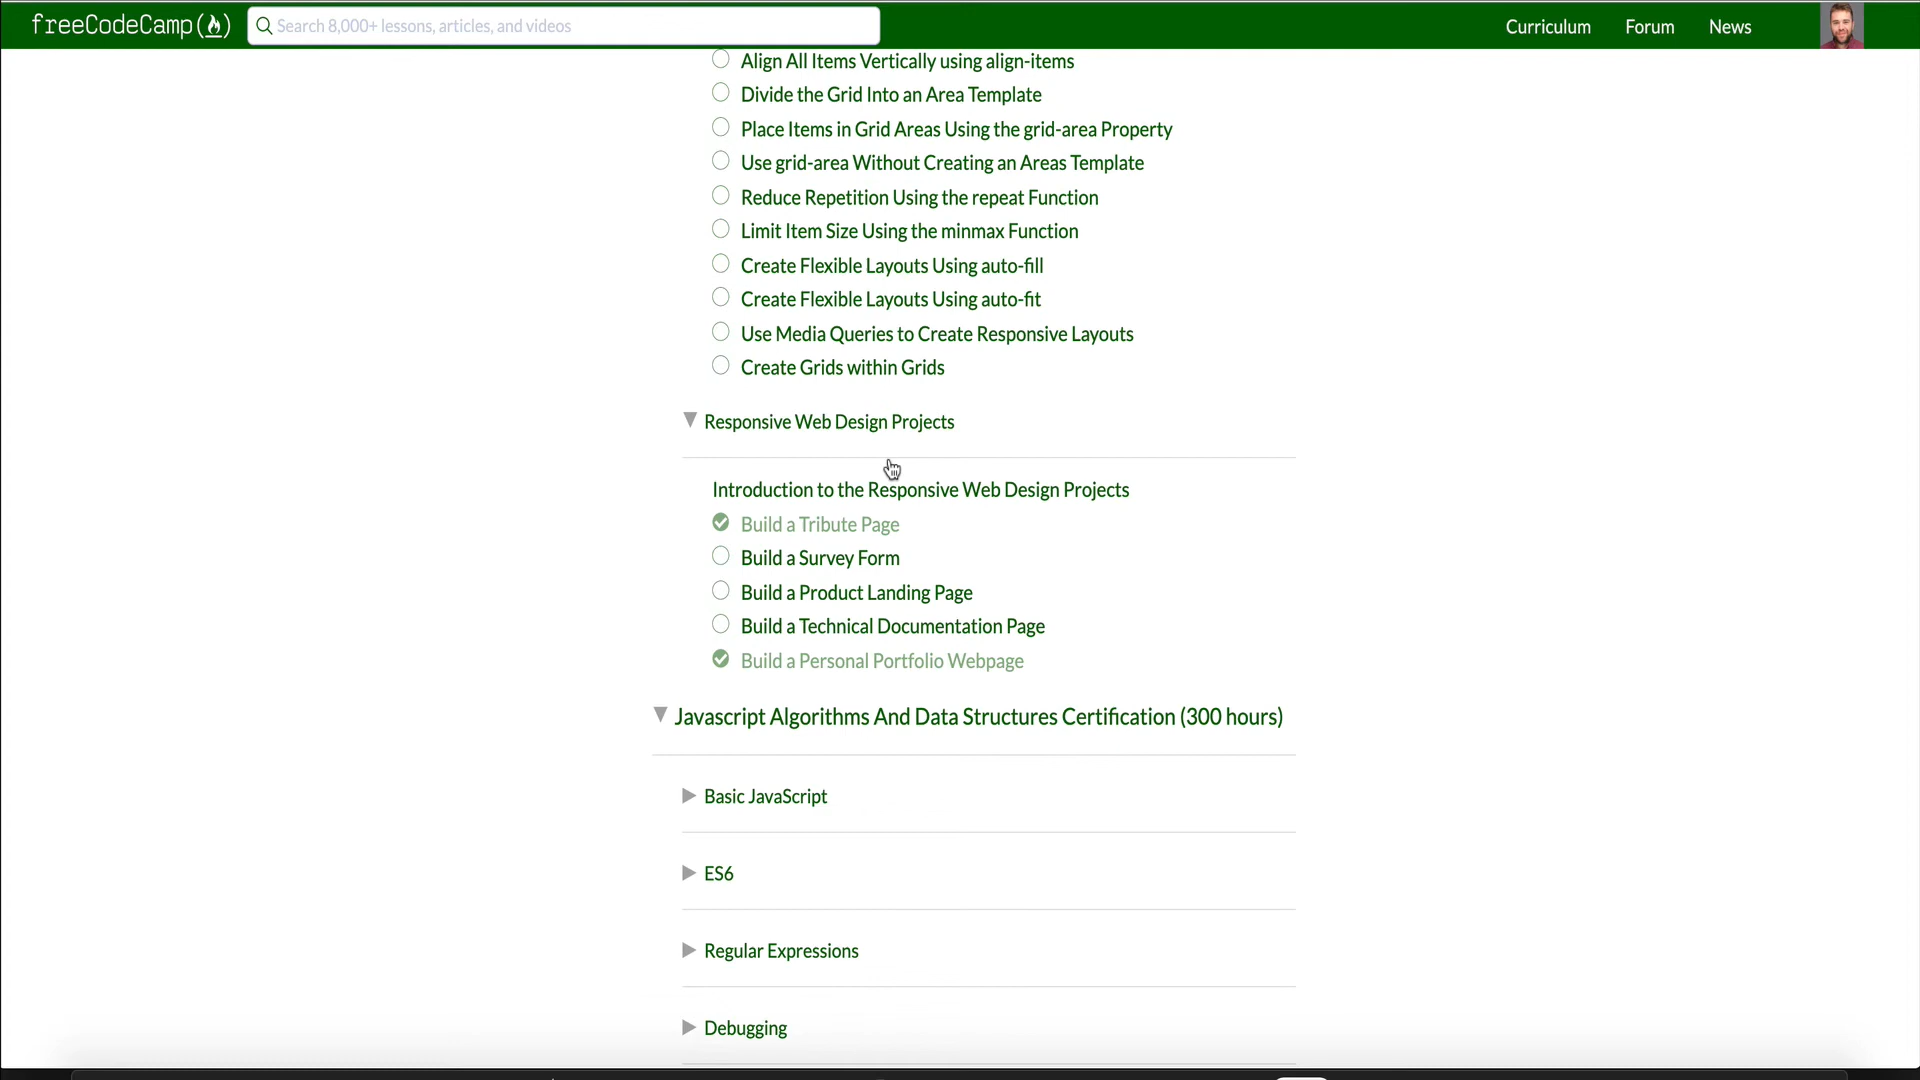 freeCodeCamp
Search 8,000+ lessons, articles, and videos
Curriculum
Forum
News
Align All Items Vertically using align-items
Divide the Grid Into an Area Template
Place Items in Grid Areas Using the grid-area Property
Use grid-area Without Creating an Areas Template
Reduce Repetition Using the repeat Function
Limit Item Size Using the minmax Function
Create Flexible Layouts Using auto-fill
Create Flexible Layouts Using auto-fit
Use Media Queries to Create Responsive Layouts
Create Grids within Grids
Responsive Web Design Projects
Introduction to the Responsive Web Design Projects
Build a Tribute Page
Build a Survey Form
Build a Product Landing Page
Build a Technical Documentation Page
Build a Personal Portfolio Webpage
Javascript Algorithms And Data Structures Certification (300 hours)
Basic JavaScript
ES6
Regular Expressions
Debugging